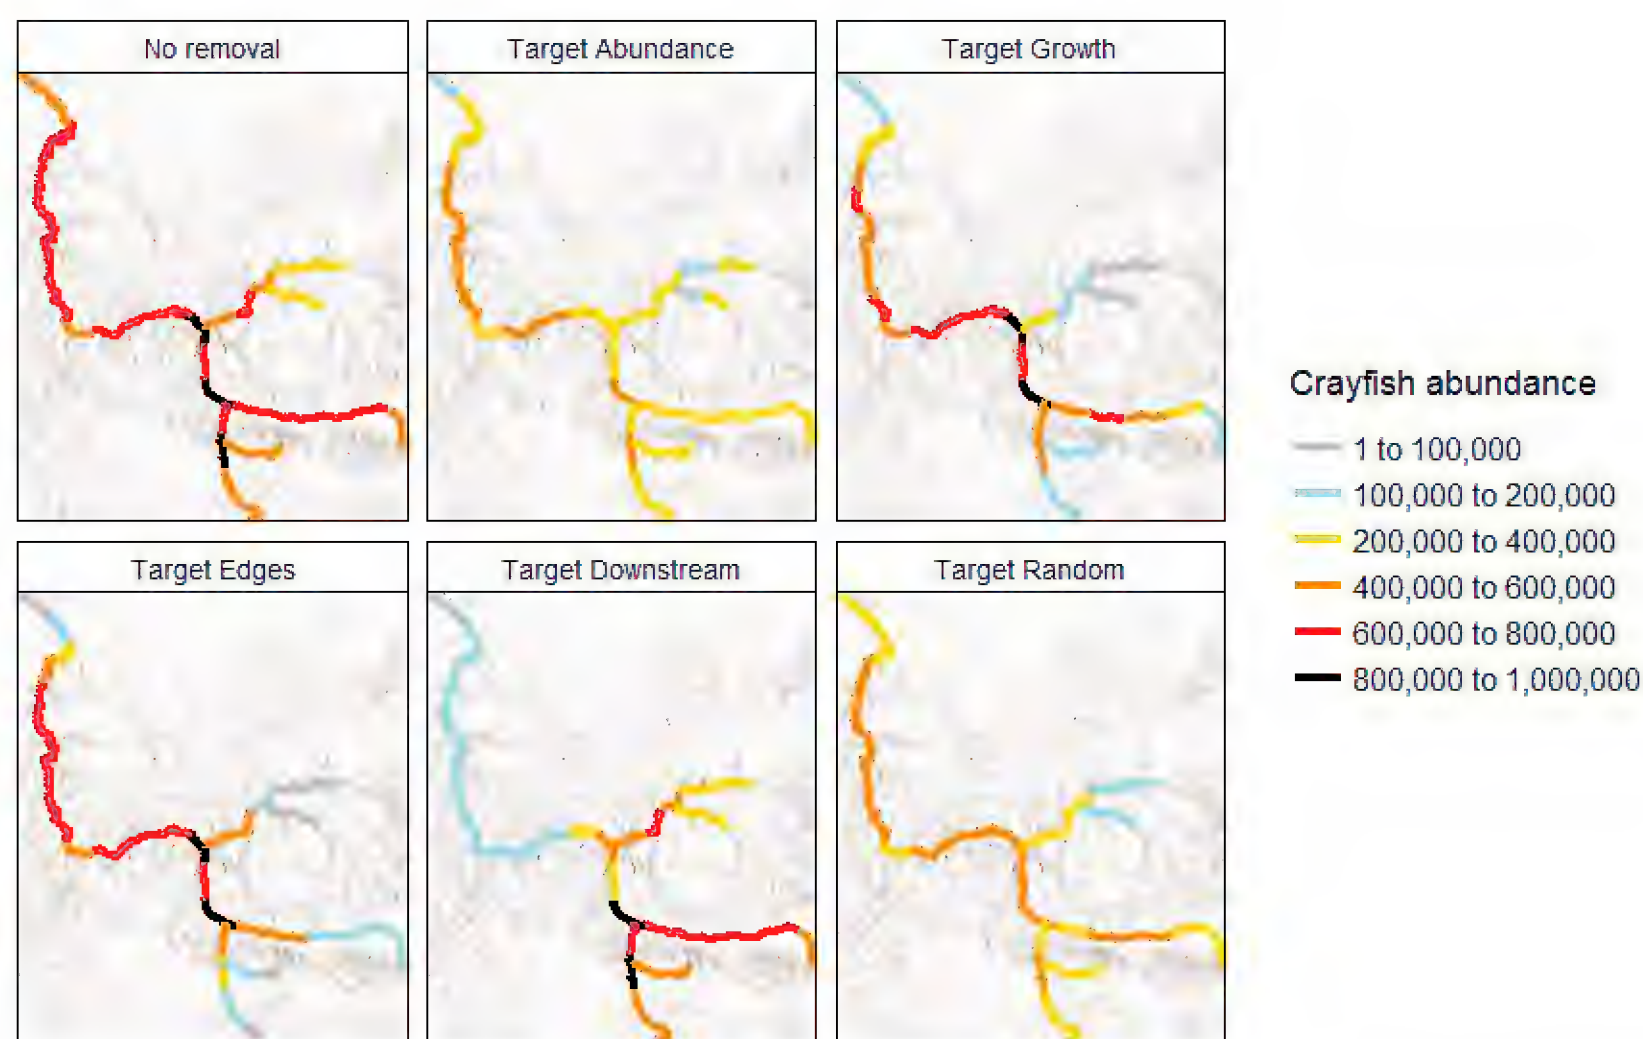 No removal
Target Abundance
Target Growth
Target Edges
Target Downstream
Target Random
Crayfish abundance
1 to 100,000
100,000 to 200,000
200,000 to 400,000
400,000 to 600,000
600,000 to 800,000
800,000 to 1,000,000